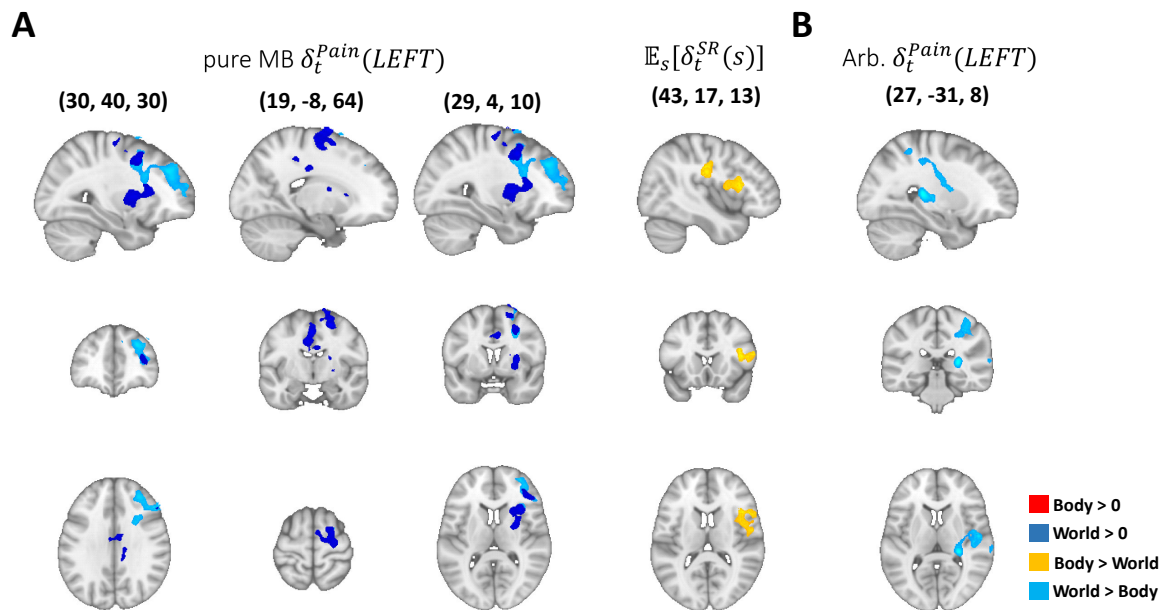 A
B
pure MB δ_t^{Pain}(LEFT)
𝔼_s[δ_t^{SR}(s)]
Arb. δ_t^{Pain}(LEFT)
(30, 40, 30)
(19, -8, 64)
(29, 4, 10)
(43, 17, 13)
(27, -31, 8)
Body > 0
World > 0
Body > World
World > Body